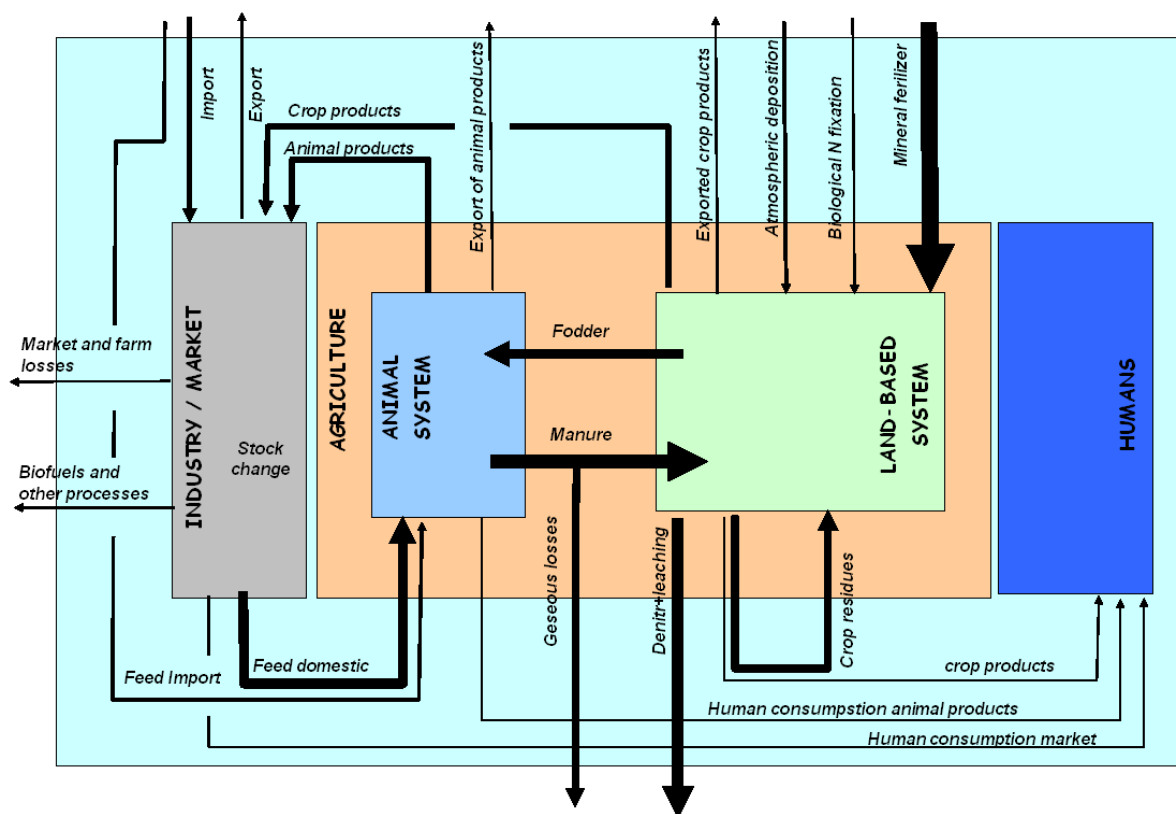 Import
Export
Crop products
Animal products
Export of animal products
Exported crop products
Atmospheric deposition
Biological N fixation
Mineral ferilizer
Market and farm
losses
Biofuels and
other processes
INDUSTRY / MARKET
Stock
change
AGRICULTURE
ANIMAL
SYSTEM
Fodder
Manure
LAND-BASED
SYSTEM
HUMANS
Geseous losses
Denitr+leaching
Crop residues
Feed domestic
Feed Import
crop products
Human consumpstion animal products
Human consumption market